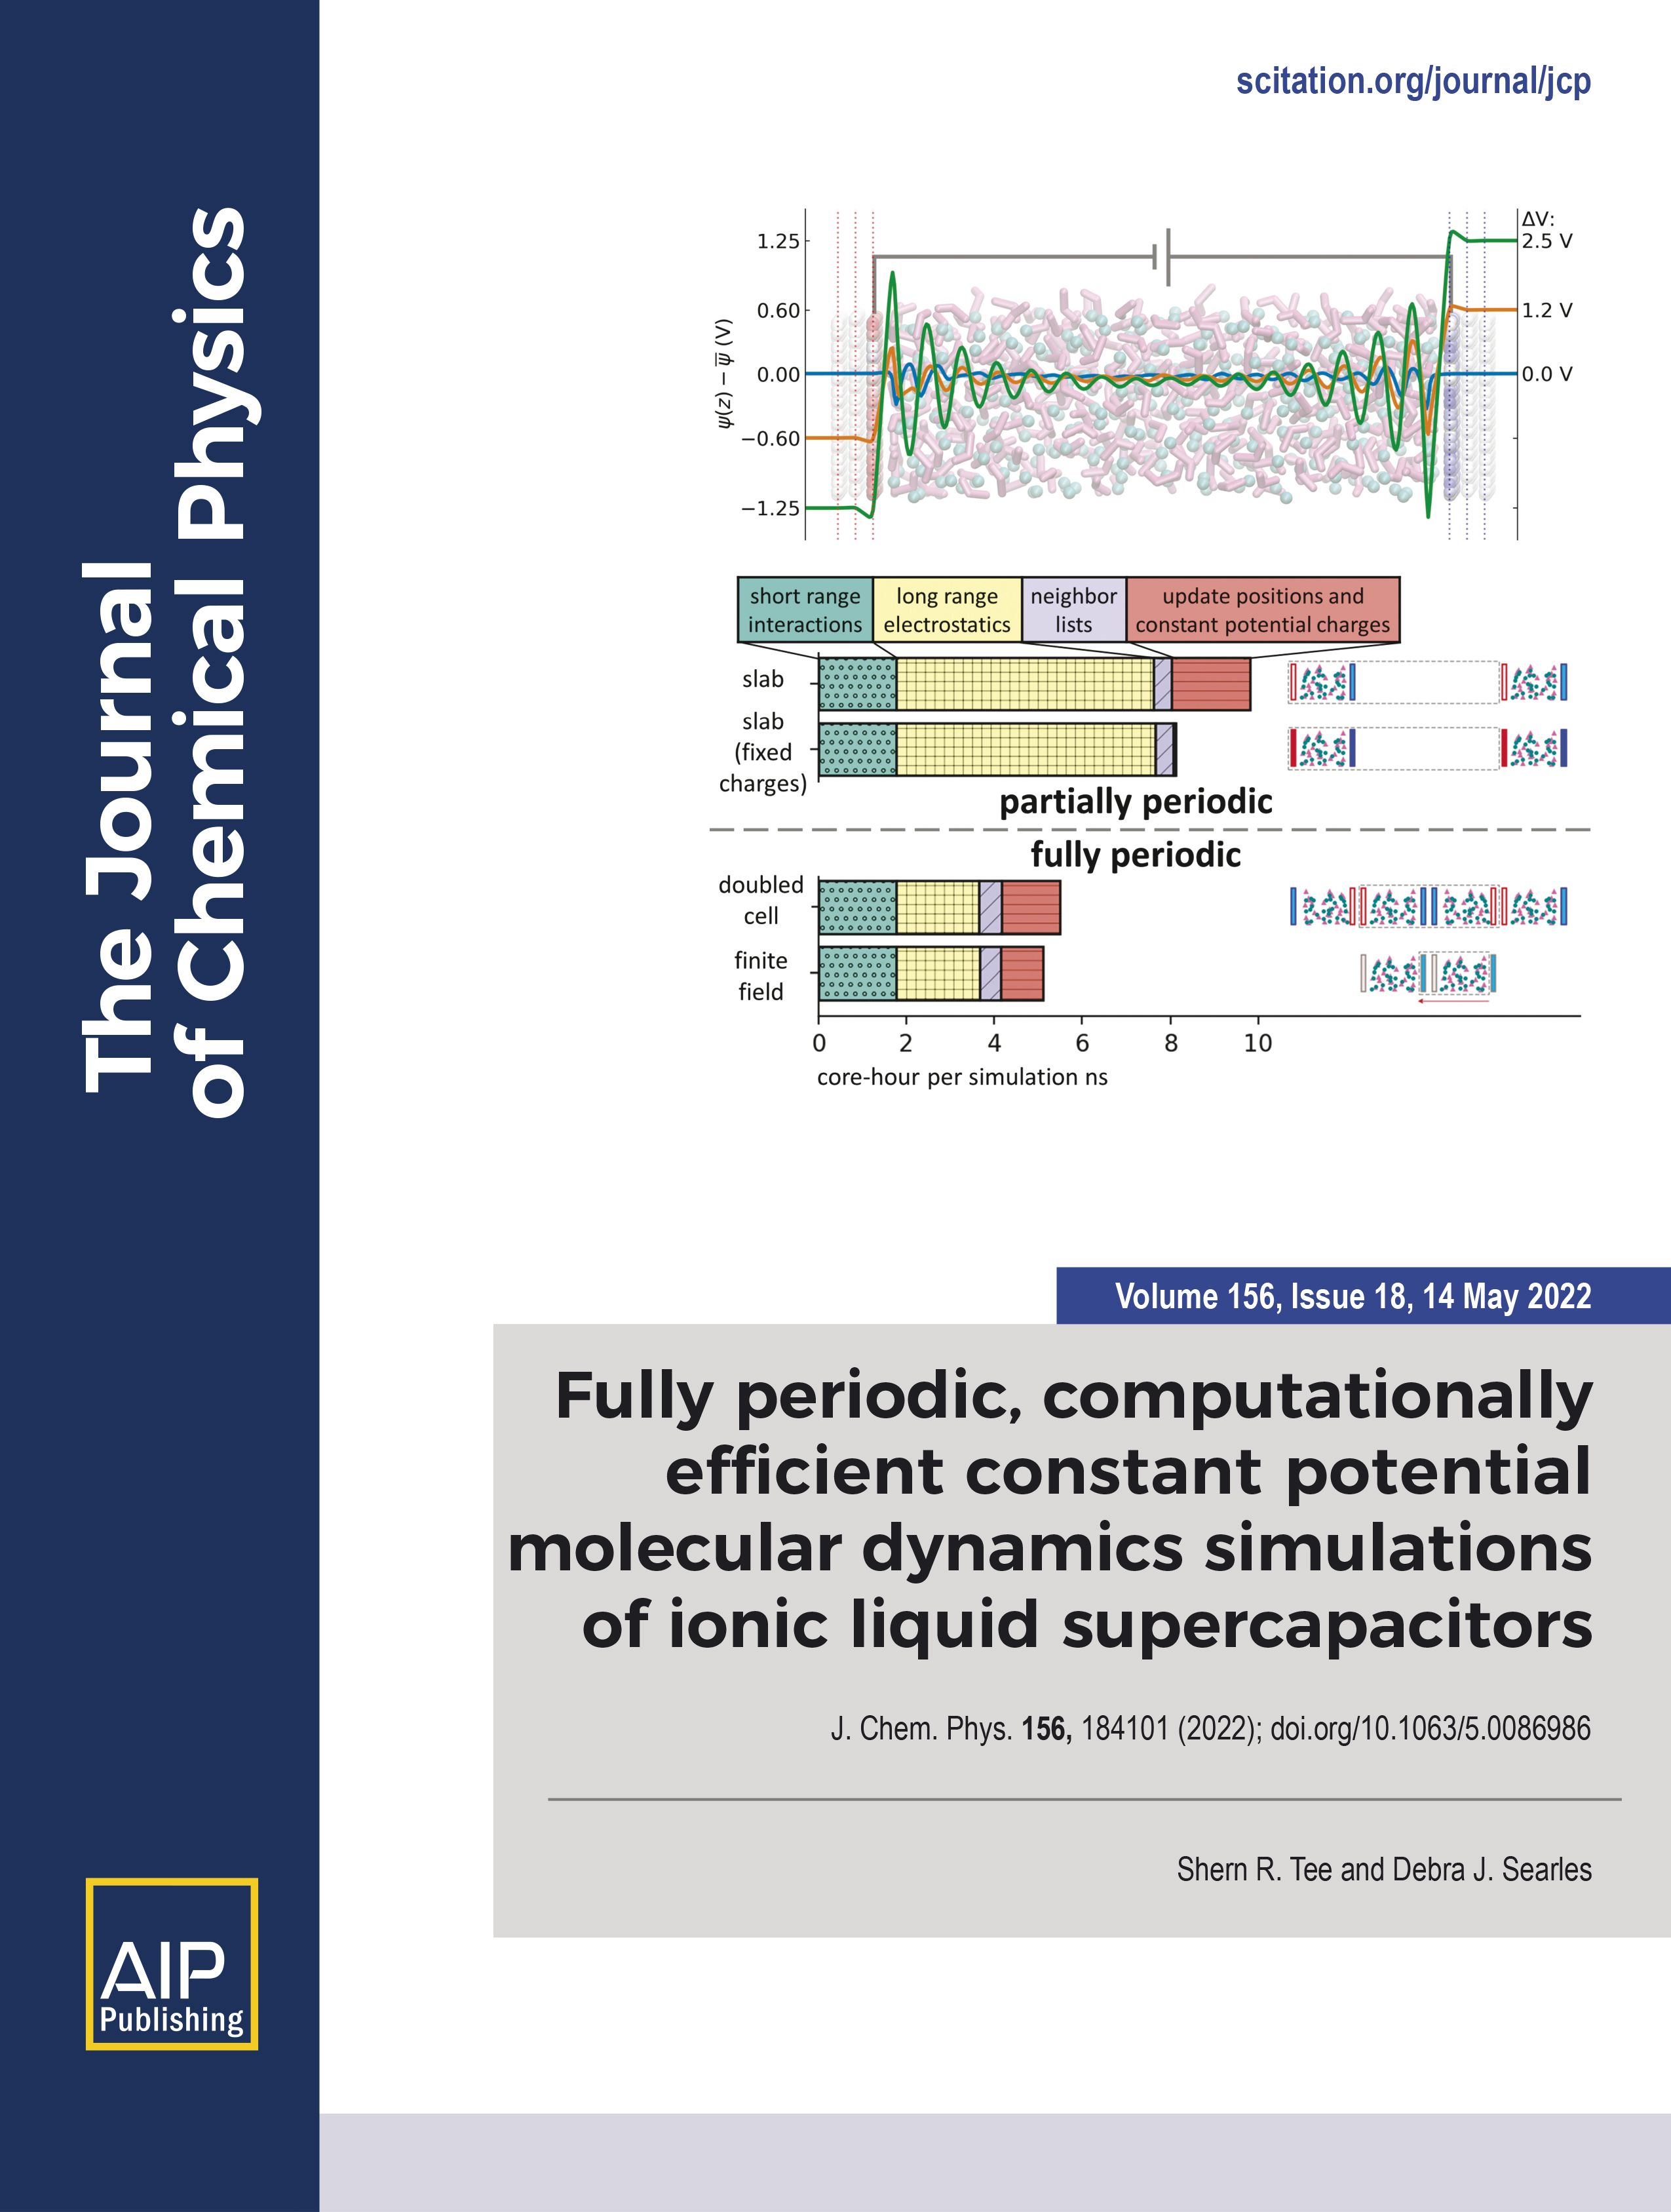 scitation.org/journal/jcp
The Journal
of Chemical Physics
ΔV:
1.25
2.5 V
0.60
1.2 V
0.00
0.0 V
−0.60
−1.25
ψ(z) − ψ̅ (V)
short range
interactions
long range
electrostatics
neighbor
lists
update positions and
constant potential charges
slab
slab
(fixed
charges)
partially periodic
fully periodic
doubled
cell
finite
field
0 2 4 6 8 10
core-hour per simulation ns
Volume 156, Issue 18, 14 May 2022
Fully periodic, computationally
efficient constant potential
molecular dynamics simulations
of ionic liquid supercapacitors
J. Chem. Phys. 156, 184101 (2022); doi.org/10.1063/5.0086986
Shern R. Tee and Debra J. Searles
AIP
Publishing